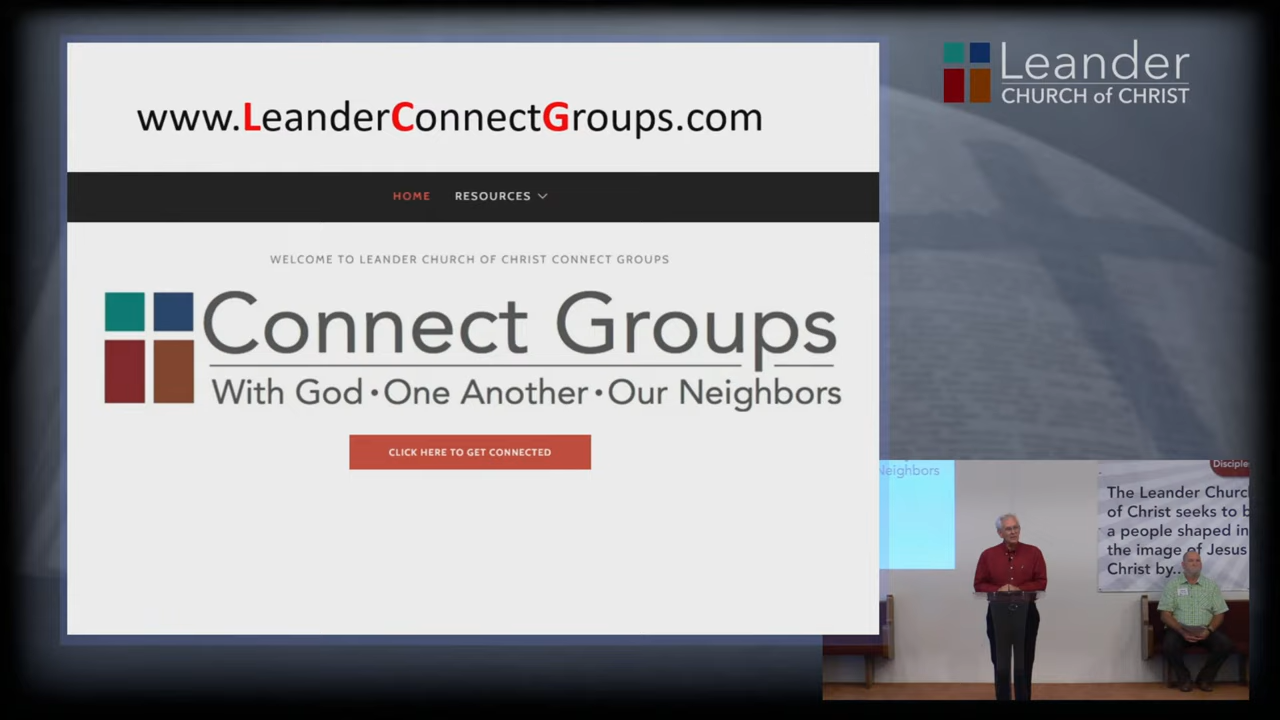 www.LeanderConnectGroups.com
HOME RESOURCES
WELCOME TO LEANDER CHURCH OF CHRIST CONNECT GROUPS
Connect Groups
With God • One Another • Our Neighbors
CLICK HERE TO GET CONNECTED
Leander
CHURCH of CHRIST
Neighbors
Disciple
The Leander Churc
of Christ seeks to b
a people shaped in
the image of Jesus
Christ by...